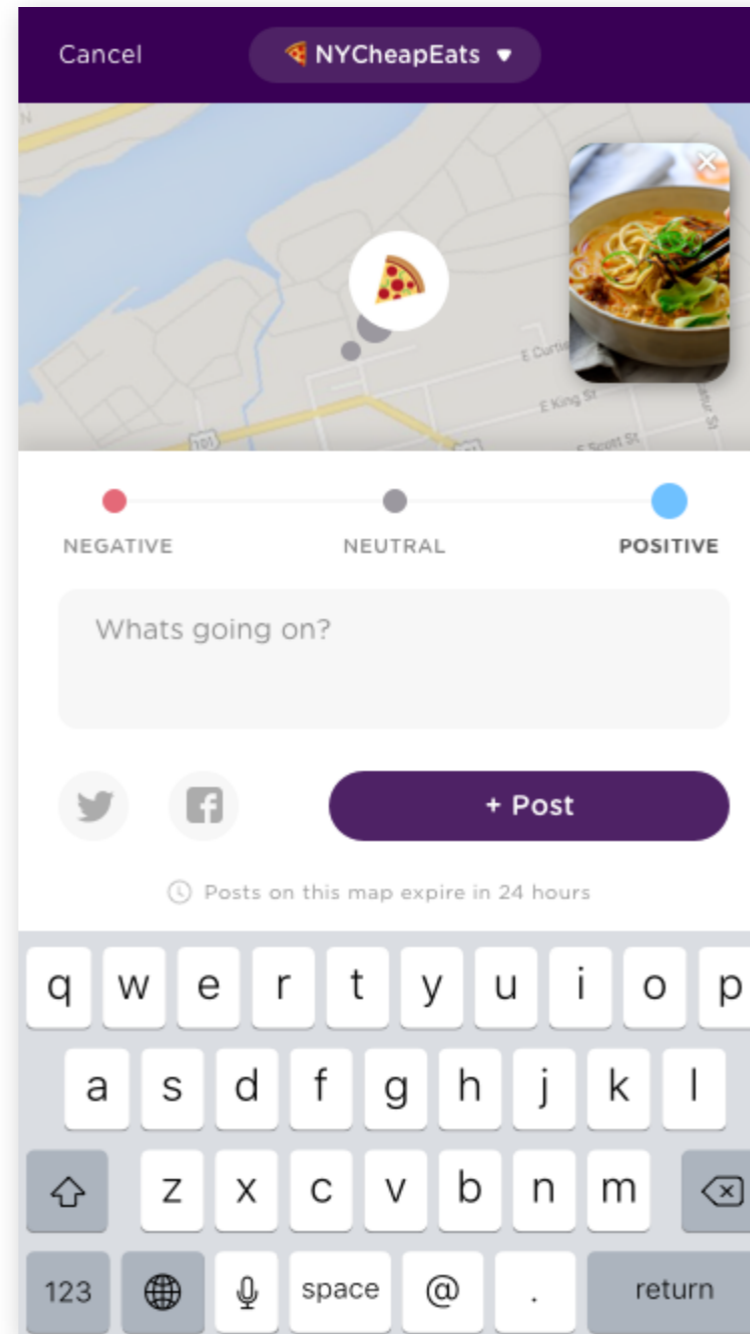 Cancel
NYCheapEats
N
E King St
E Scott St
101
NEGATIVE NEUTRAL POSITIVE
Whats going on?
+ Post
Posts on this map expire in 24 hours
q w e r t y u i o p
a s d f g h j k l
z x c v b n m
123 space @ . return